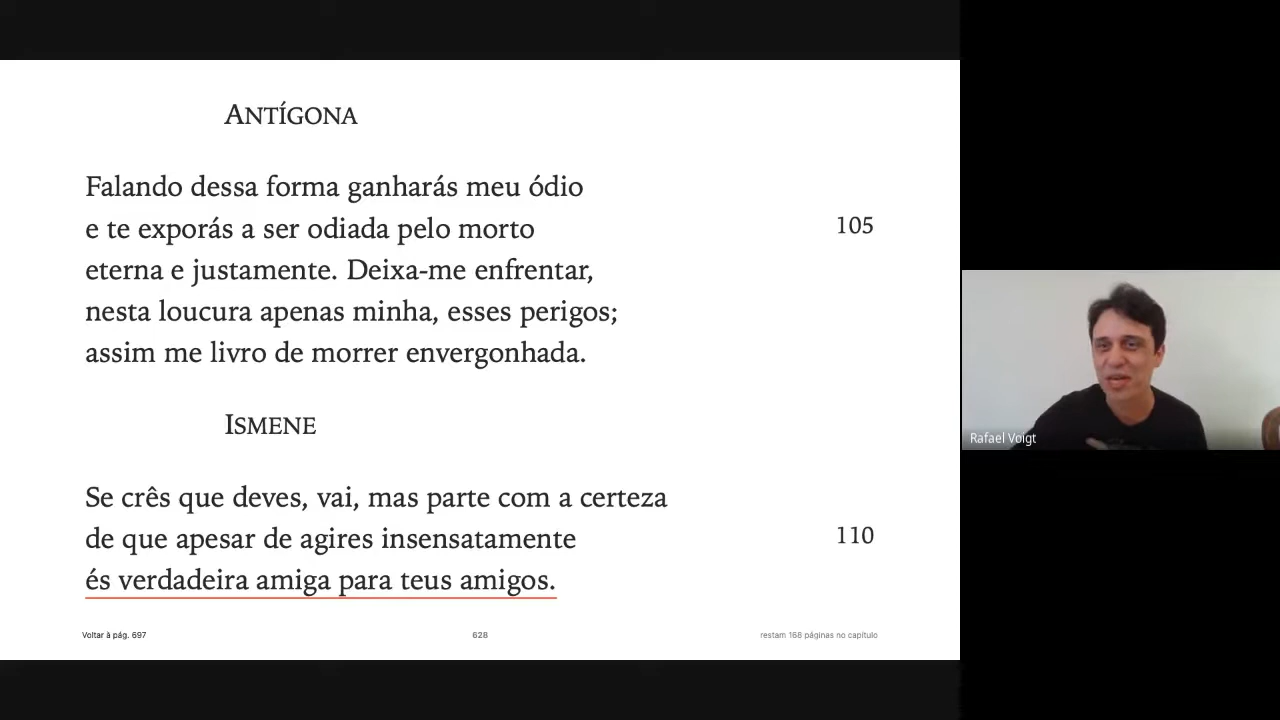 ANTÍGONA
Falando dessa forma ganharás meu ódio
e te exporás a ser odiada pelo morto 105
eterna e justamente. Deixa-me enfrentar,
nesta loucura apenas minha, esses perigos;
assim me livro de morrer envergonhada.
ISMENE
Se crês que deves, vai, mas parte com a certeza
de que apesar de agires insensatamente 110
és verdadeira amiga para teus amigos.
Voltar à pág. 697 628 restam 168 páginas no capítulo
Rafael Voigt